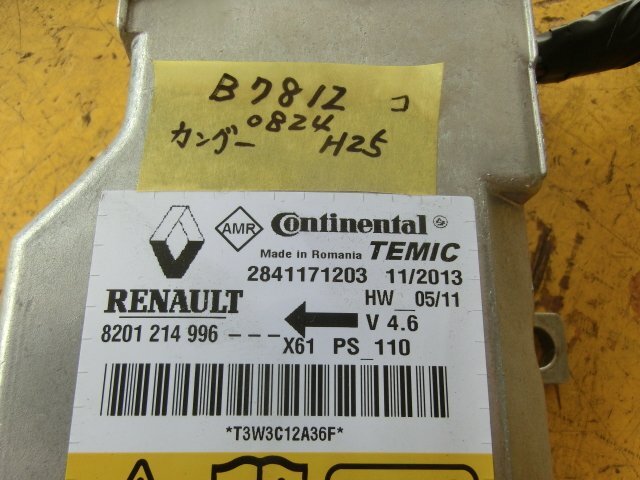 B7812 コ
0824
カングー H25
AMR Continental
Made in Romania TEMIC
2841171203 11/2013
RENAULT HW_05/11
8201 214 996 ---- V 4.6
X61 PS_110
*T3W3C12A36F*